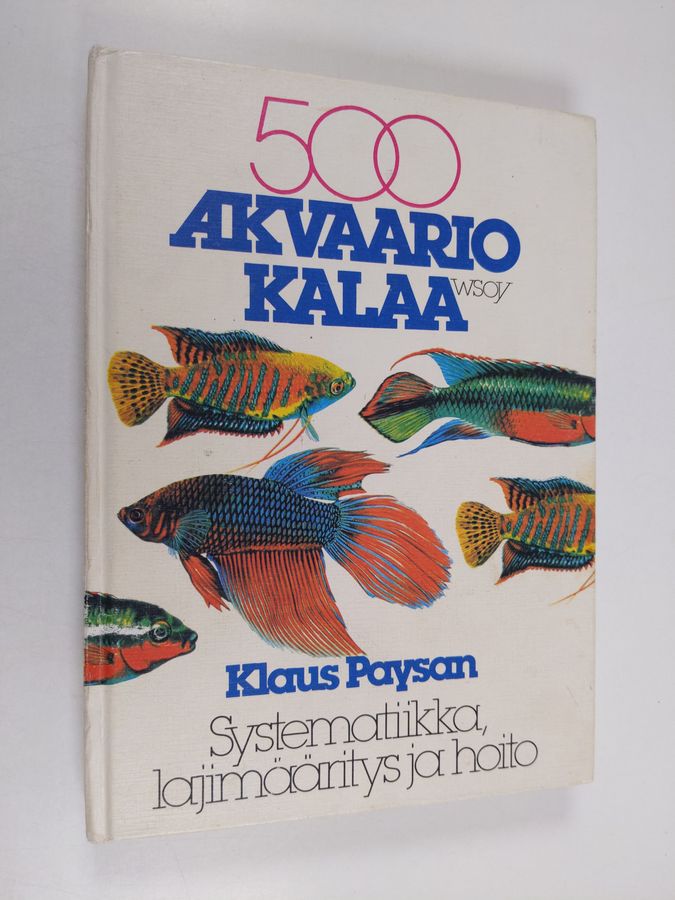 500
AKVAARIO
KALAA
WSOY
Klaus Paysan
Systematiikka,
lajimääritys ja hoito